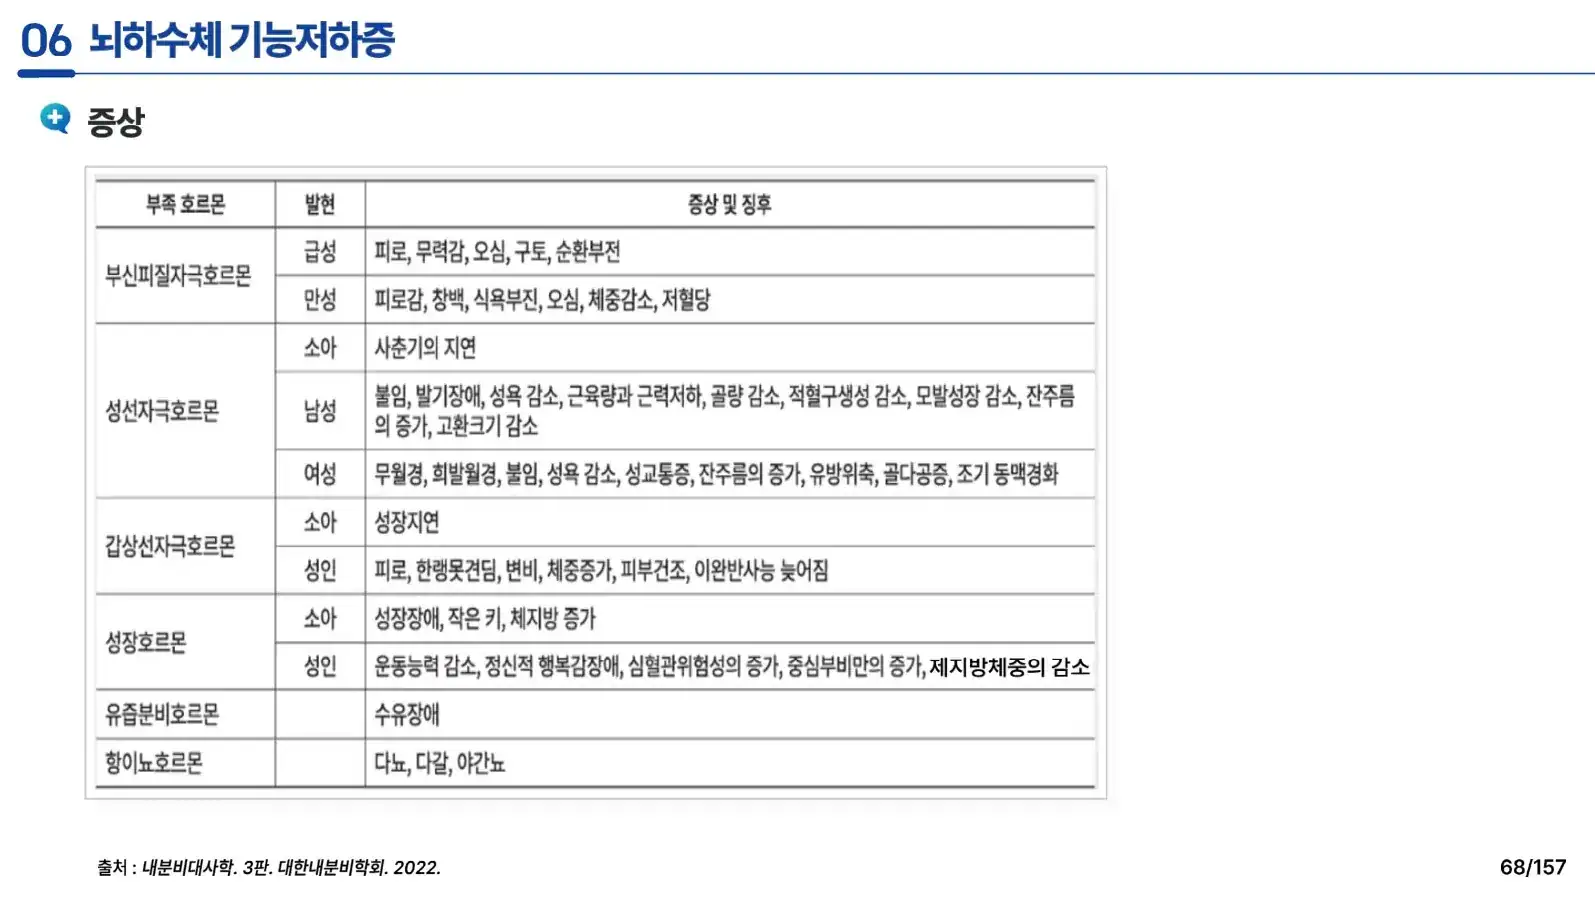 06 뇌하수체 기능저하증
증상
부족 호르몬 발현 증상 및 징후
부신피질자극호르몬 급성 피로, 무력감, 오심, 구토, 순환부전
만성 피로감, 창백, 식욕부진, 오심, 체중감소, 저혈당
성선자극호르몬 소아 사춘기의 지연
남성 불임, 발기장애, 성욕 감소, 근육량과 근력저하, 골량 감소, 적혈구생성 감소, 모발성장 감소, 잔주름
의 증가, 고환크기 감소
여성 무월경, 희발월경, 불임, 성욕 감소, 성교통증, 잔주름의 증가, 유방위축, 골다공증, 조기 동맥경화
갑상선자극호르몬 소아 성장지연
성인 피로, 한랭못견딤, 변비, 체중증가, 피부건조, 이완반사능 늦어짐
성장호르몬 소아 성장장애, 작은 키, 체지방 증가
성인 운동능력 감소, 정신적 행복감장애, 심혈관위험성의 증가, 중심부비만의 증가, 제지방체중의 감소
유즙분비호르몬 수유장애
항이뇨호르몬 다뇨, 다갈, 야간뇨
출처 : 내분비대사학. 3판. 대한내분비학회. 2022.
68/157